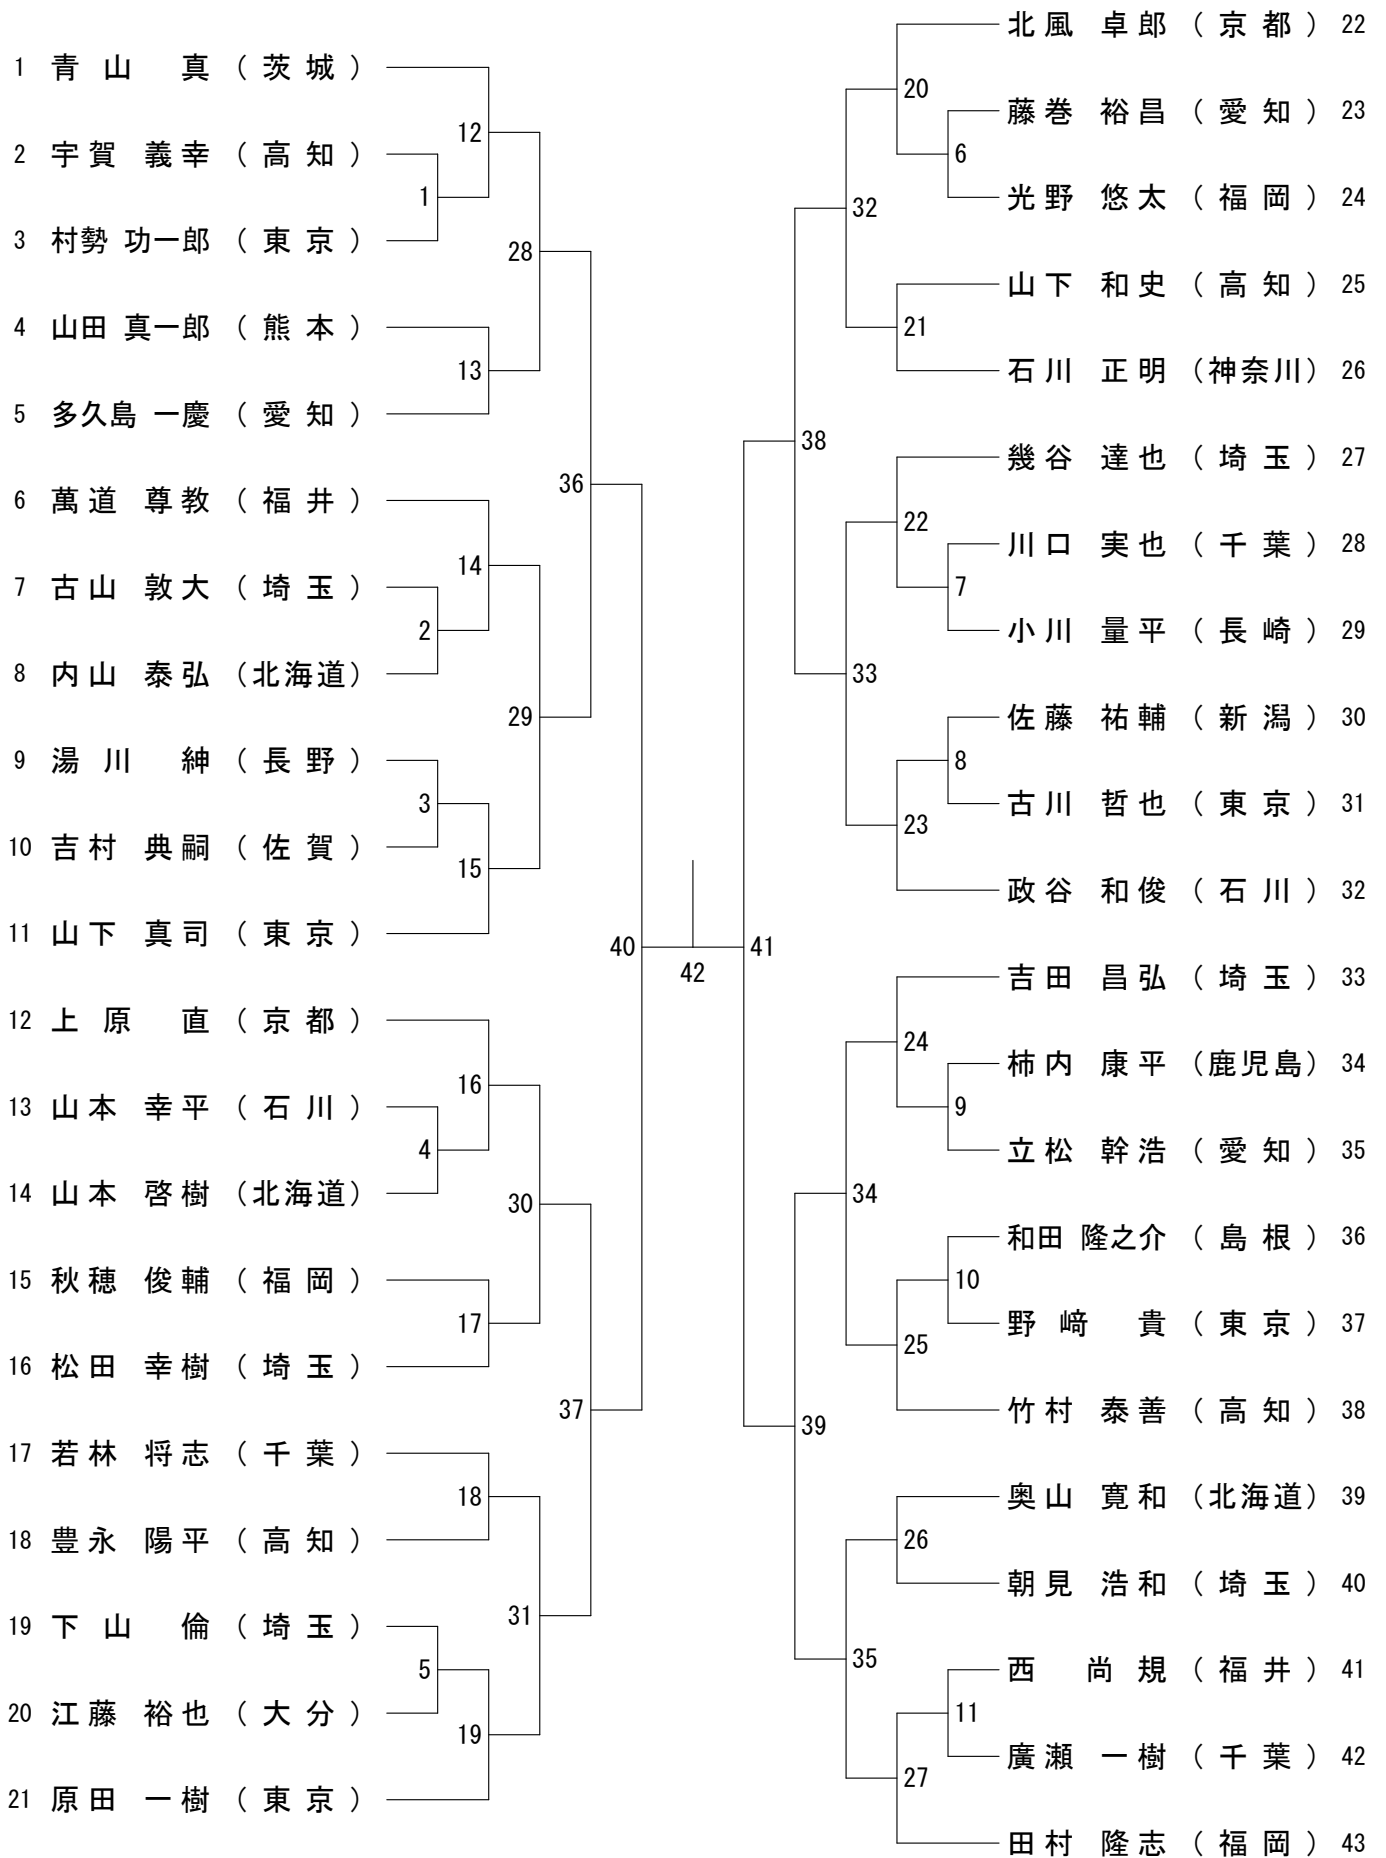 1 青山 真 (茨城)
2 宇賀 義幸 (高知)
3 村勢 功一郎 (東京)
4 山田 真一郎 (熊本)
5 多久島 一慶 (愛知)
6 萬道 尊教 (福井)
7 古山 敦大 (埼玉)
8 内山 泰弘 (北海道)
9 湯川 紳 (長野)
10 吉村 典嗣 (佐賀)
11 山下 真司 (東京)
12 上原 直 (京都)
13 山本 幸平 (石川)
14 山本 啓樹 (北海道)
15 秋穂 俊輔 (福岡)
16 松田 幸樹 (埼玉)
17 若林 将志 (千葉)
18 豊永 陽平 (高知)
19 下山 倫 (埼玉)
20 江藤 裕也 (大分)
21 原田 一樹 (東京)
1
2
3
4
5
12
13
14
15
16
17
18
19
28
29
30
31
36
37
40
42
41
38
39
32
33
34
35
20
21
22
23
24
25
26
27
6
7
8
9
10
11
北風 卓郎 (京都) 22
藤巻 裕昌 (愛知) 23
光野 悠太 (福岡) 24
山下 和史 (高知) 25
石川 正明 (神奈川) 26
幾谷 達也 (埼玉) 27
川口 実也 (千葉) 28
小川 量平 (長崎) 29
佐藤 祐輔 (新潟) 30
古川 哲也 (東京) 31
政谷 和俊 (石川) 32
吉田 昌弘 (埼玉) 33
柿内 康平 (鹿児島) 34
立松 幹浩 (愛知) 35
和田 隆之介 (島根) 36
野﨑 貴 (東京) 37
竹村 泰善 (高知) 38
奥山 寛和 (北海道) 39
朝見 浩和 (埼玉) 40
西 尚規 (福井) 41
廣瀬 一樹 (千葉) 42
田村 隆志 (福岡) 43